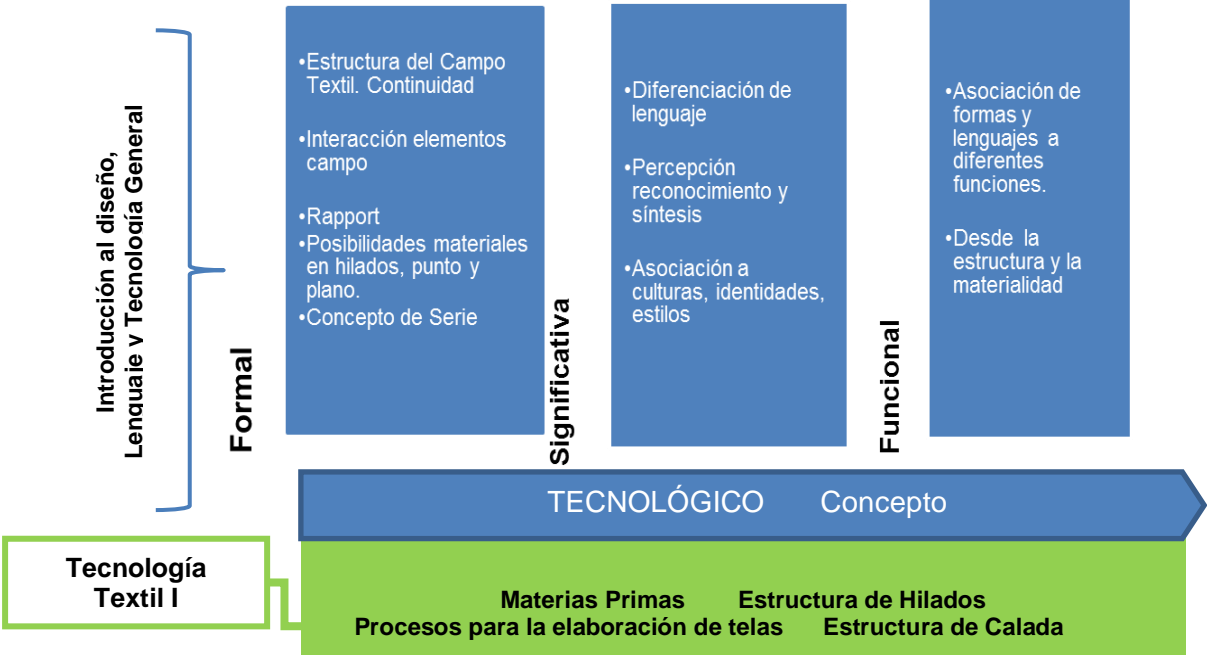 Introducción al diseño,
Lenguaje y Tecnología General
Formal
•Estructura del Campo
Textil. Continuidad
•Interacción elementos
campo
•Rapport
•Posibilidades materiales
en hilados, punto y
plano.
•Concepto de Serie
Significativa
•Diferenciación de
lenguaje
•Percepción
reconocimiento y
síntesis
•Asociación a
culturas, identidades,
estilos
Funcional
•Asociación de
formas y
lenguajes a
diferentes
funciones.
•Desde la
estructura y la
materialidad
TECNOLÓGICO Concepto
Tecnología
Textil I
Materias Primas Estructura de Hilados
Procesos para la elaboración de telas Estructura de Calada